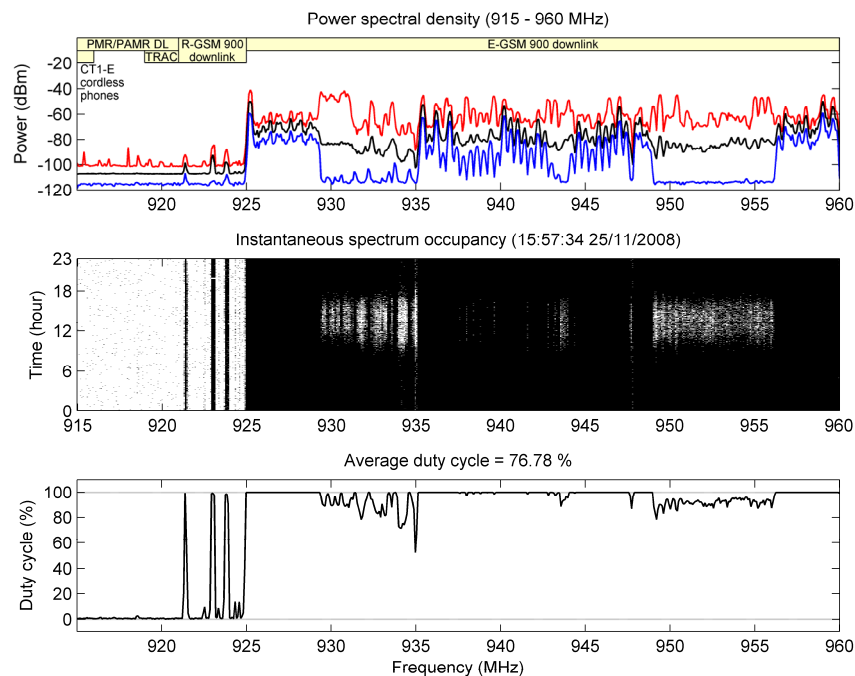 Power spectral density (915 - 960 MHz)
PMR/PAMR DL
R-GSM 900
downlink
E-GSM 900 downlink
TRAC
CT1-E
cordless
phones
Power (dBm)
-20
-40
-60
-80
-100
-120
920 925 930 935 940 945 950 955 960
Instantaneous spectrum occupancy (15:57:34 25/11/2008)
Time (hour)
23
18
12
6
0
915 920 925 930 935 940 945 950 955 960
Average duty cycle = 76.78 %
Duty cycle (%)
100
80
60
40
20
0
920 925 930 935 940 945 950 955 960
Frequency (MHz)